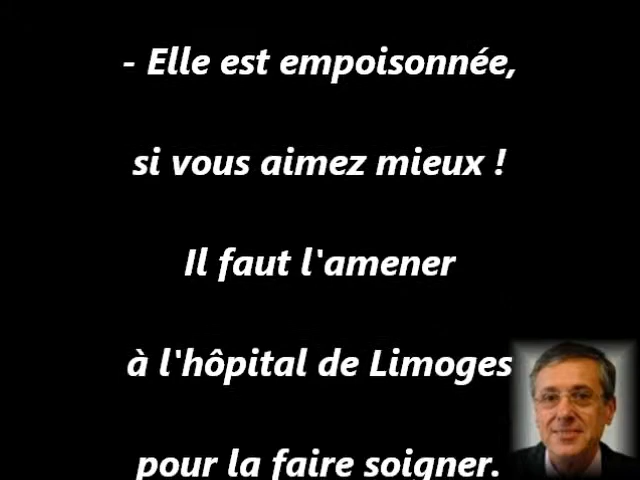 - Elle est empoisonnée,
si vous aimez mieux !
Il faut l'amener
à l'hôpital de Limoges
pour la faire soigner.